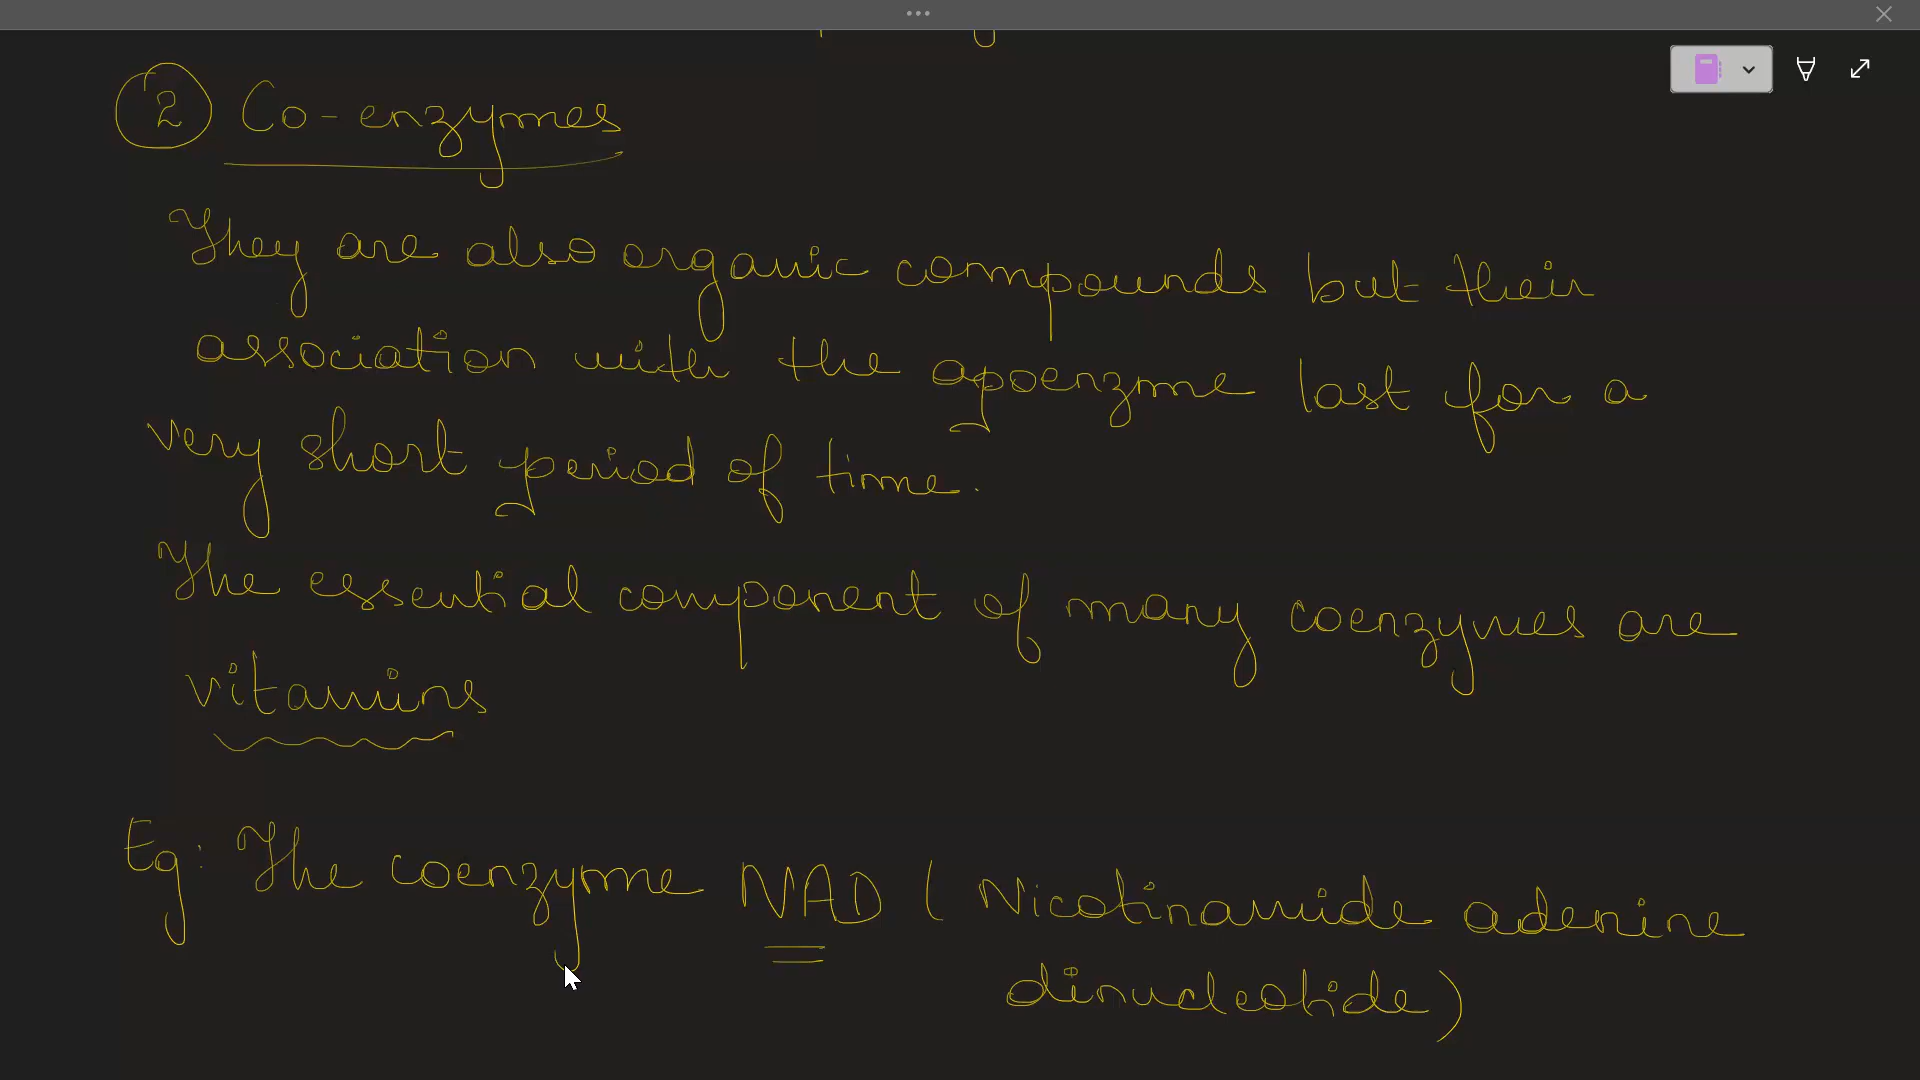 2 Co-enzymes
They are also organic compounds but their
association with the apoenzyme last for a
very short period of time.
The essential component of many coenzymes are
vitamins
Eg: The coenzyme NAD ( Nicotinamide adenine
dinucleotide)